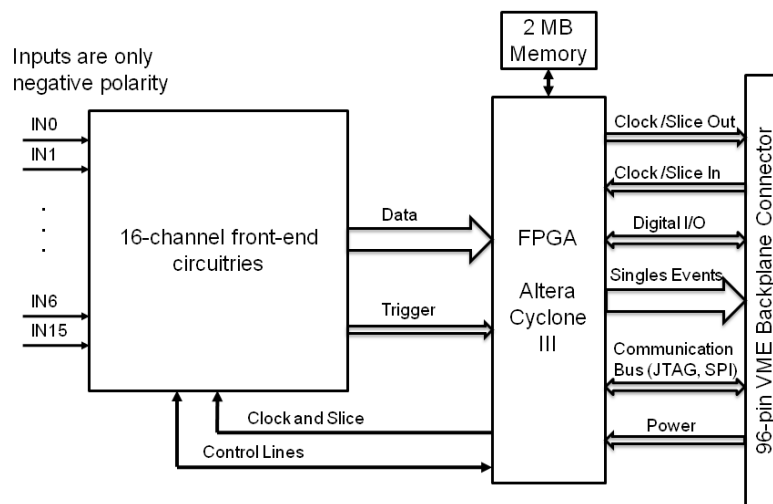 2 MB
Memory
Inputs are only
negative polarity
IN0
IN1
.
.
.
IN6
IN15
16-channel front-end
circuitries
Data
Trigger
Clock and Slice
Control Lines
FPGA
Altera
Cyclone
III
Clock /Slice Out
Clock /Slice In
Digital I/O
Singles Events
Communication
Bus (JTAG, SPI)
Power
96-pin VME Backplane Connector